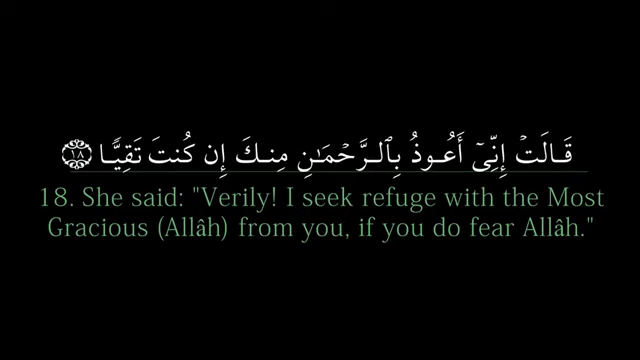 قَالَتْ إِنِّىٓ أَعُوذُ بِٱلرَّحْمَـٰنِ مِنكَ إِن كُنتَ تَقِيًّا ١٨
18. She said: "Verily! I seek refuge with the Most
Gracious (Allâh) from you, if you do fear Allâh."